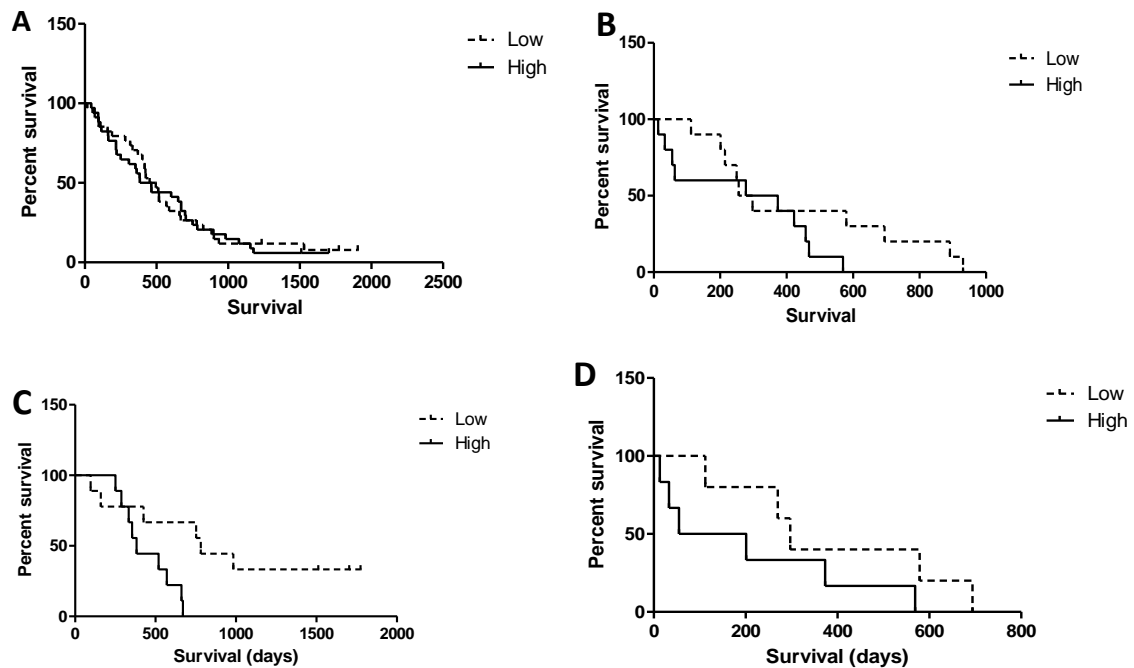 A
Low
High
150
100
50
0
Percent survival
0 500 1000 1500 2000 2500
Survival
B
Low
High
150
100
50
0
Percent survival
0 200 400 600 800 1000
Survival
C
Low
High
150
100
50
0
Percent survival
0 500 1000 1500 2000
Survival (days)
D
Low
High
150
100
50
0
Percent survival
0 200 400 600 800
Survival (days)